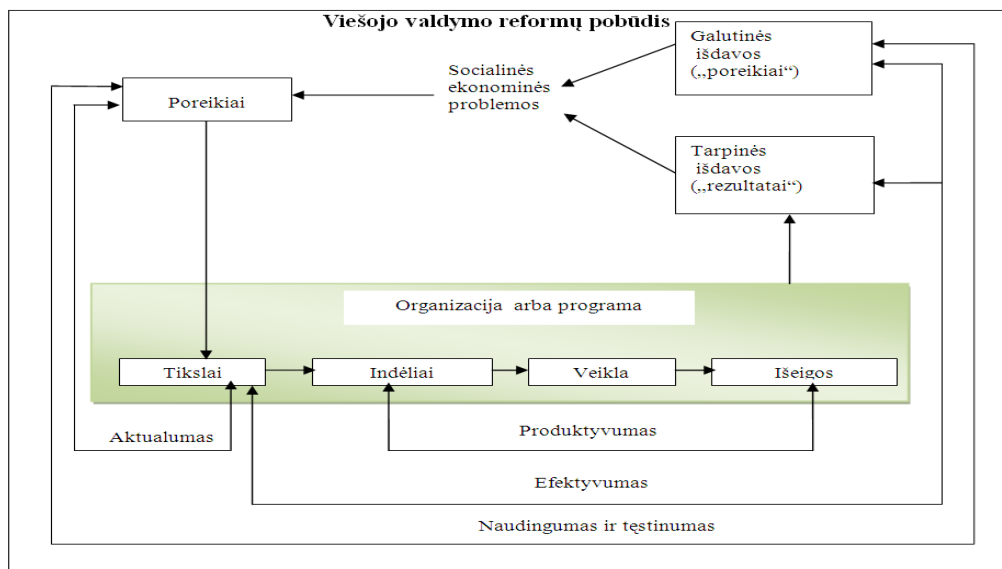 Viešojo valdymo reformų pobūdis
Galutinės
išdavos
(„poreikiai“)
Socialinės
ekonominės
problemos
Poreikiai
Tarpinės
išdavos
(„rezultatai“)
Organizacija arba programa
Tikslai
Indėliai
Veikla
Išeigos
Aktualumas
Produktyvumas
Efektyvumas
Naudingumas ir tęstinumas